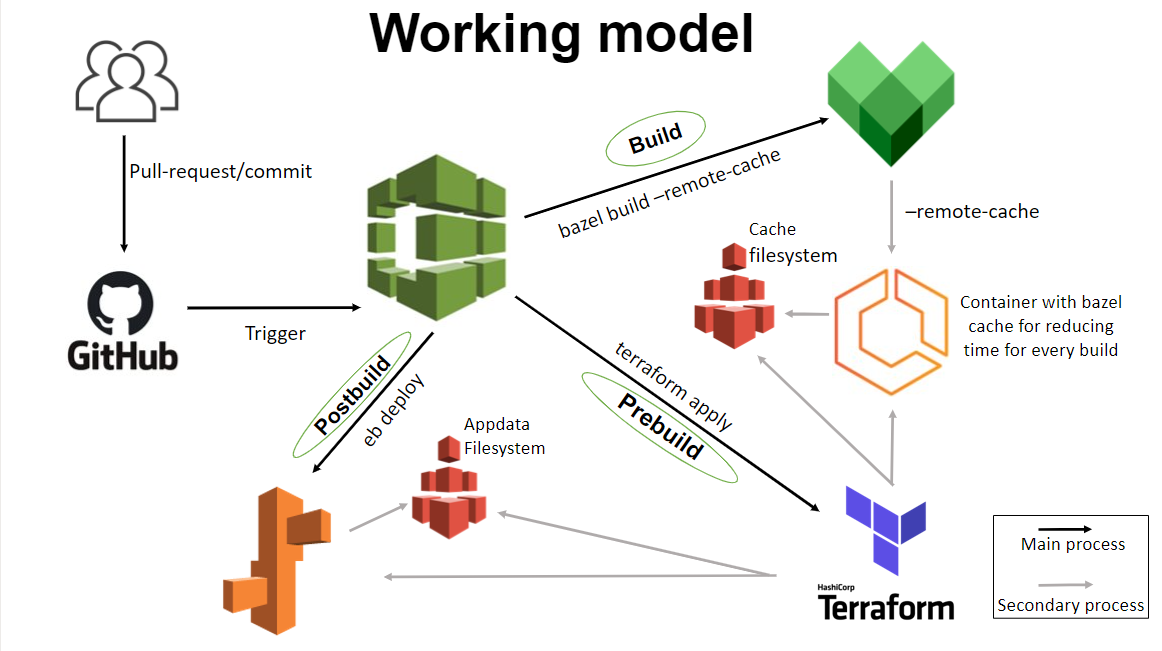 Working model
Pull-request/commit
GitHub
Trigger
Build
bazel build –remote-cache
–remote-cache
Cache
filesystem
Container with bazel
cache for reducing
time for every build
terraform apply
Prebuild
Postbuild
eb deploy
Appdata
Filesystem
HashiCorp
Terraform
Main process
Secondary process